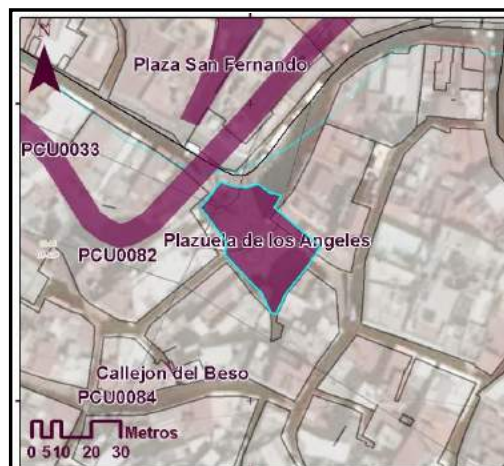 N
Plaza San Fernando
PCU0033
Plazuela de los Angeles
PCU0082
Callejon del Beso
PCU0084
Metros
0 5 10 20 30